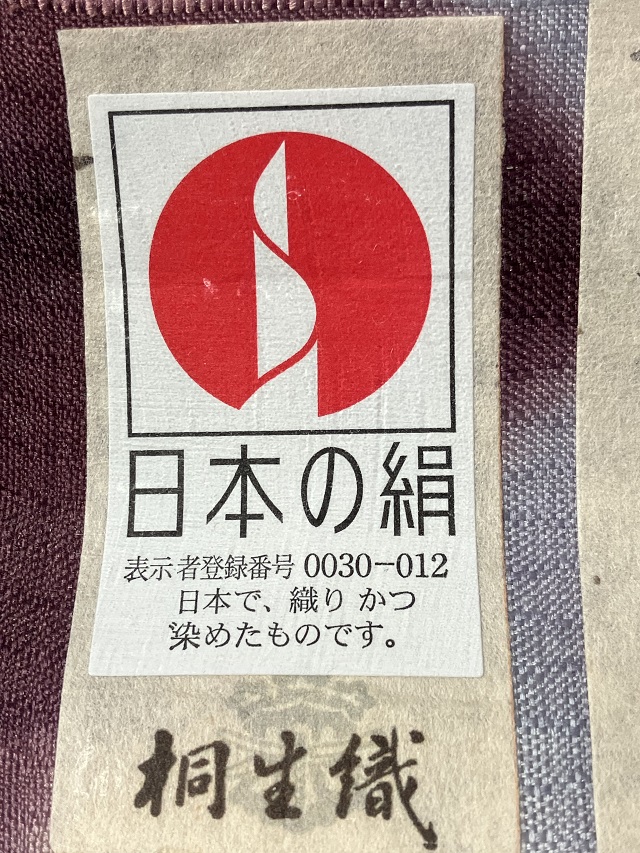 日本の絹
表示者登録番号 0030-012
日本で、織り かつ
染めたものです。
桐生織